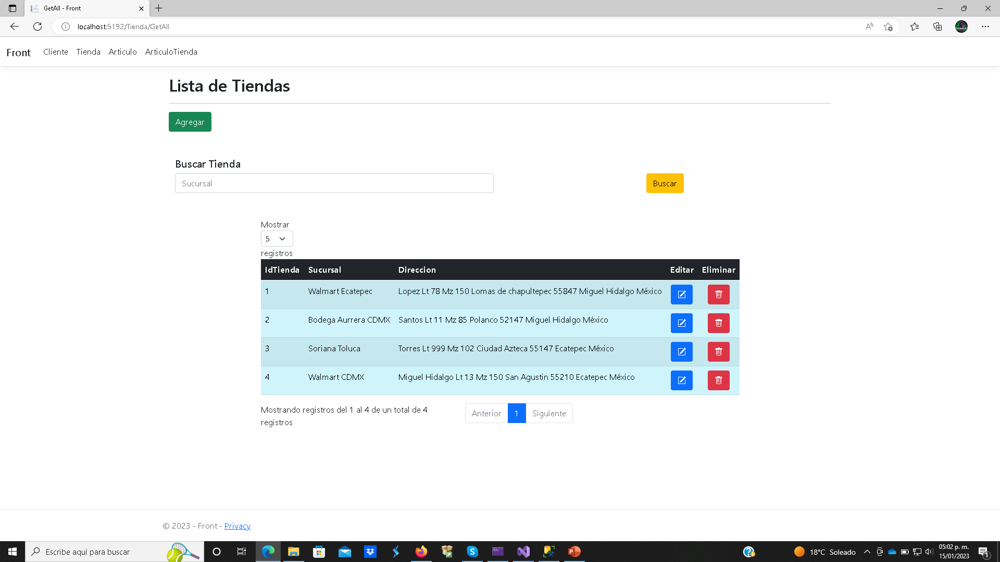 GetAll - Front
localhost:5192/Tienda/GetAll
Front Cliente Tienda Articulo ArticuloTienda
Lista de Tiendas
Agregar
Buscar Tienda
Sucursal Buscar
Mostrar
5
registros
IdTienda Sucursal Direccion Editar Eliminar
1 Walmart Ecatepec Lopez Lt 78 Mz 150 Lomas de chapultepec 55847 Miguel Hidalgo México
2 Bodega Aurrera CDMX Santos Lt 11 Mz 85 Polanco 52147 Miguel Hidalgo México
3 Soriana Toluca Torres Lt 999 Mz 102 Ciudad Azteca 55147 Ecatepec México
4 Walmart CDMX Miguel Hidalgo Lt 13 Mz 150 San Agustin 55210 Ecatepec México
Mostrando registros del 1 al 4 de un total de 4
registros
Anterior 1 Siguiente
© 2023 - Front - Privacy
Escribe aquí para buscar
18°C Soleado
05:02 p. m.
15/01/2023
1